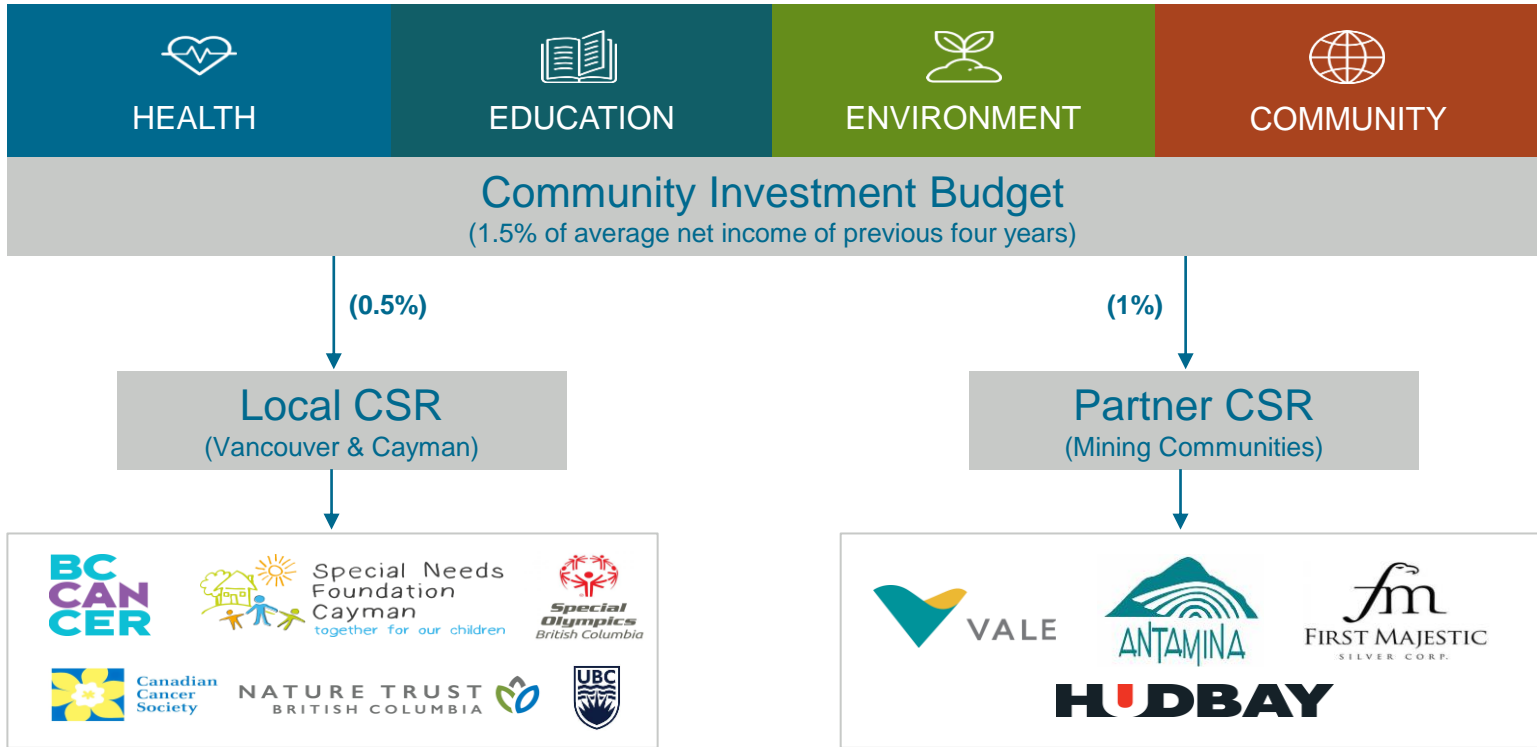 HEALTH
EDUCATION
ENVIRONMENT
COMMUNITY
Community Investment Budget
(1.5% of average net income of previous four years)
(0.5%)
(1%)
Local CSR
(Vancouver & Cayman)
Partner CSR
(Mining Communities)
BC
CAN
CER
Special Needs
Foundation
Cayman
together for our children
Special
Olympics
British Columbia
Canadian
Cancer
Society
NATURE TRUST
BRITISH COLUMBIA
UBC
VALE
ANTAMINA
fm
FIRST MAJESTIC
SILVER CORP.
HUDBAY